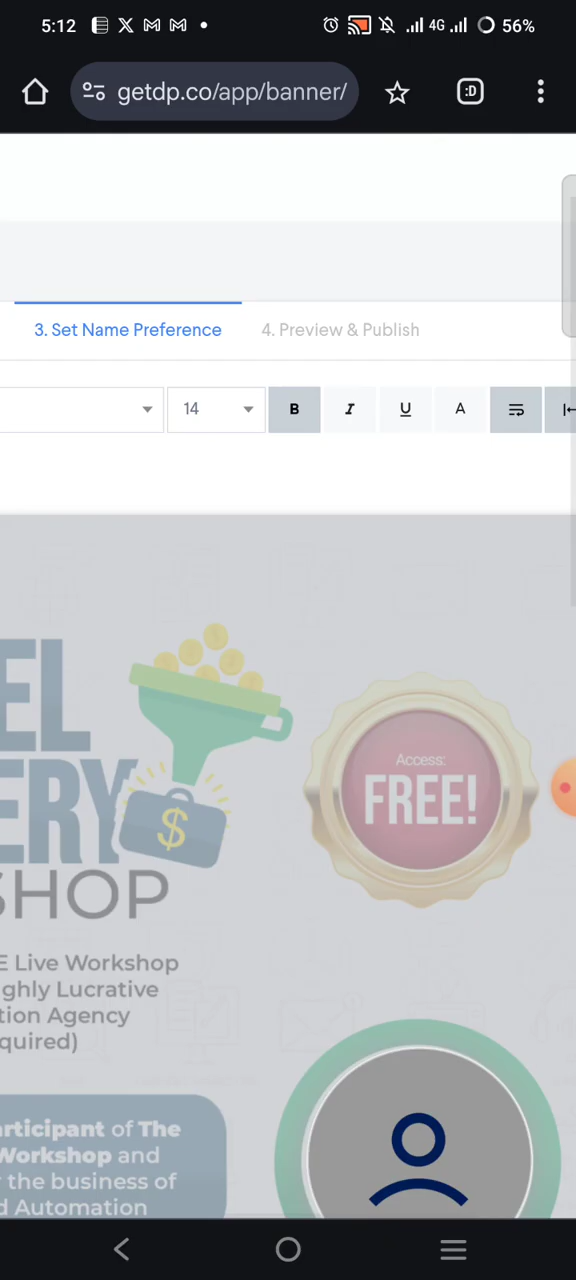 5:12
4G
56%
getdp.co/app/banner/
:D
3. Set Name Preference
4. Preview & Publish
14
B
I
U
A
EL
ERY
SHOP
$
Access:
FREE!
E Live Workshop
ghly Lucrative
tion Agency
quired)
articipant of The
Workshop and
r the business of
d Automation